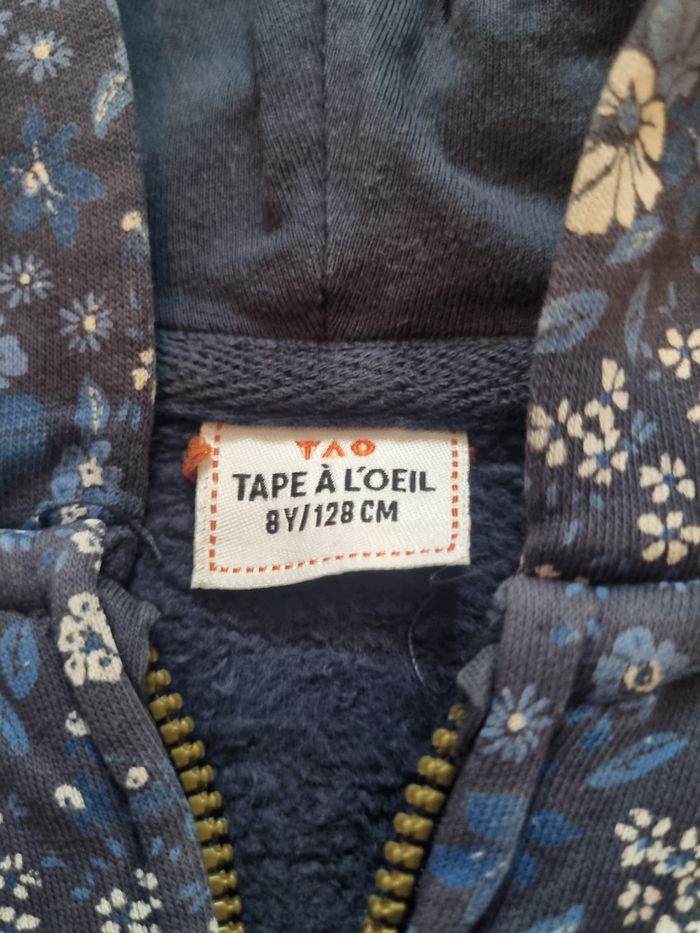 TAO
TAPE À L'OEIL
8Y/128 CM